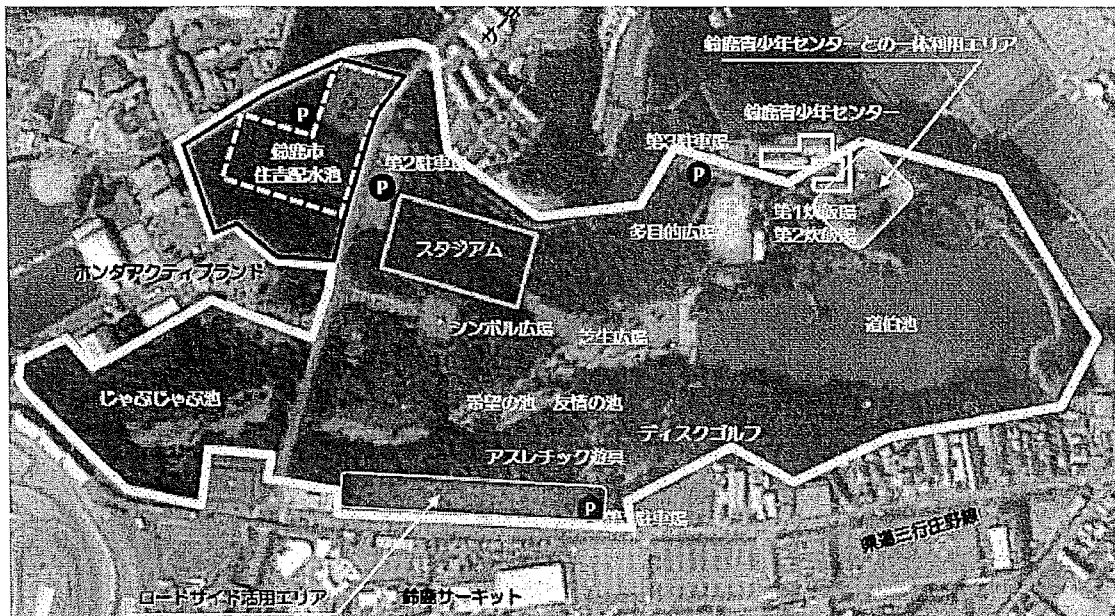 鈴鹿青少年センターとの一体利用エリア
鈴鹿青少年センター
第3駐車場
P
P
鈴鹿市
住吉配水池
第2駐車場
P
第1炊飯場
第2炊飯場
多目的広場
スタジアム
ホンダアクティブランド
シンボル広場
芝生広場
道伯池
じゃぶじゃぶ池
希望の池 友情の池
ディスクゴルフ
アスレチック遊具
P
第1駐車場
県道三行庄野線
ロードサイド活用エリア
鈴鹿サーキット